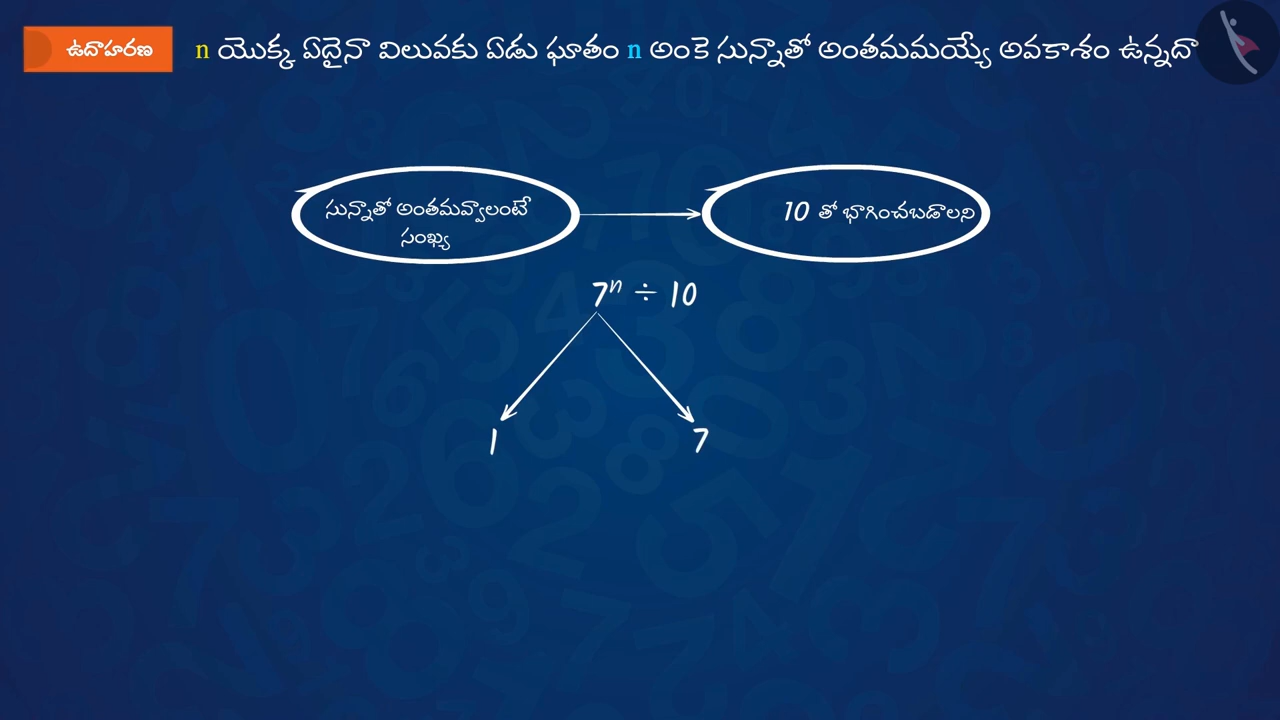 ఉదాహరణ
n యొక్క ఏదైనా విలువకు ఏడు ఘాతం n అంకె సున్నాతో అంతమమయ్యే అవకాశం ఉన్నదా
సున్నాతో అంతమవ్వాలంటే
సంఖ్య
10 తో భాగించబడాలని
7ⁿ ÷ 10
1 7